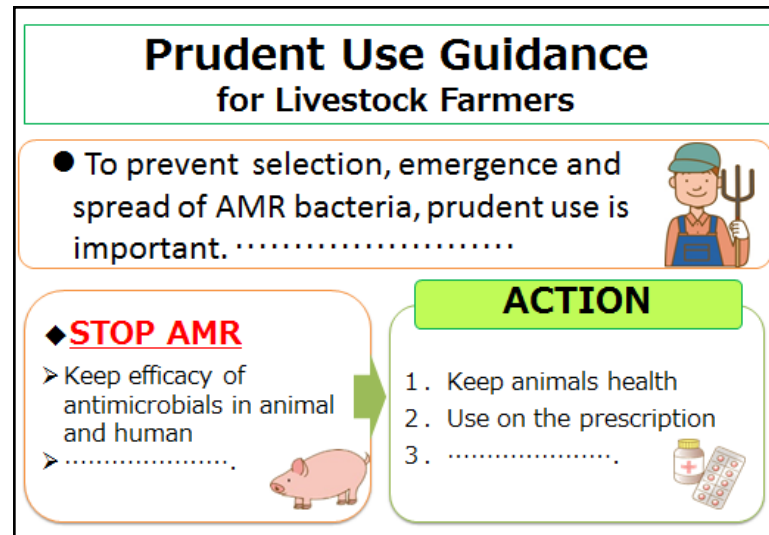 Prudent Use Guidance
for Livestock Farmers
● To prevent selection, emergence and
spread of AMR bacteria, prudent use is
important. ························
◆STOP AMR
➢ Keep efficacy of
antimicrobials in animal
and human
➢ ·····················.
ACTION
1. Keep animals health
2. Use on the prescription
3. ·····················.